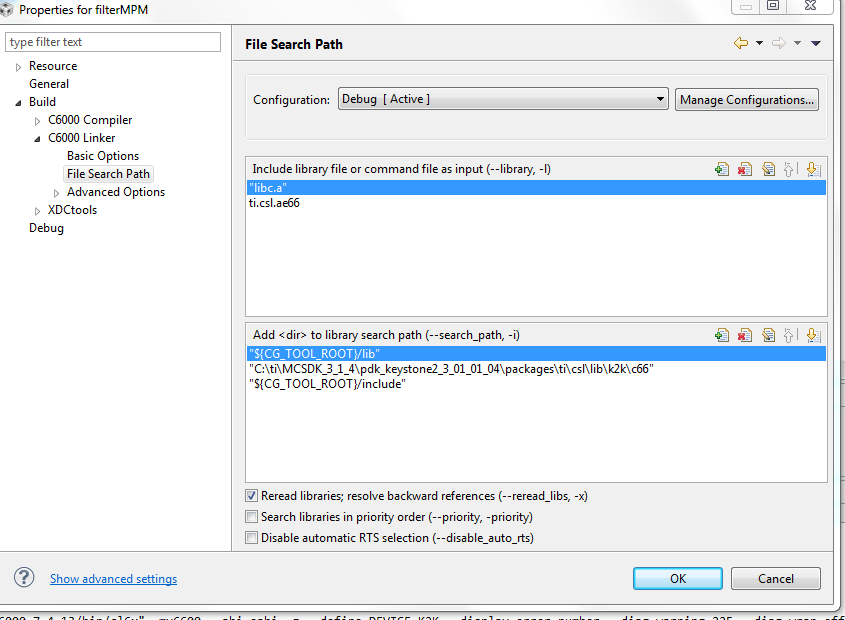 Properties for filterMPM
type filter text
Resource
General
Build
C6000 Compiler
C6000 Linker
Basic Options
File Search Path
Advanced Options
XDCtools
Debug
File Search Path
Configuration: Debug [ Active ] Manage Configurations...
Include library file or command file as input (--library, -l)
"libc.a"
ti.csl.ae66
Add <dir> to library search path (--search_path, -i)
"${CG_TOOL_ROOT}/lib"
"C:\ti\MCSDK_3_1_4\pdk_keystone2_3_01_01_04\packages\ti\csl\lib\k2k\c66"
"${CG_TOOL_ROOT}/include"
Reread libraries; resolve backward references (--reread_libs, -x)
Search libraries in priority order (--priority, -priority)
Disable automatic RTS selection (--disable_auto_rts)
? Show advanced settings OK Cancel